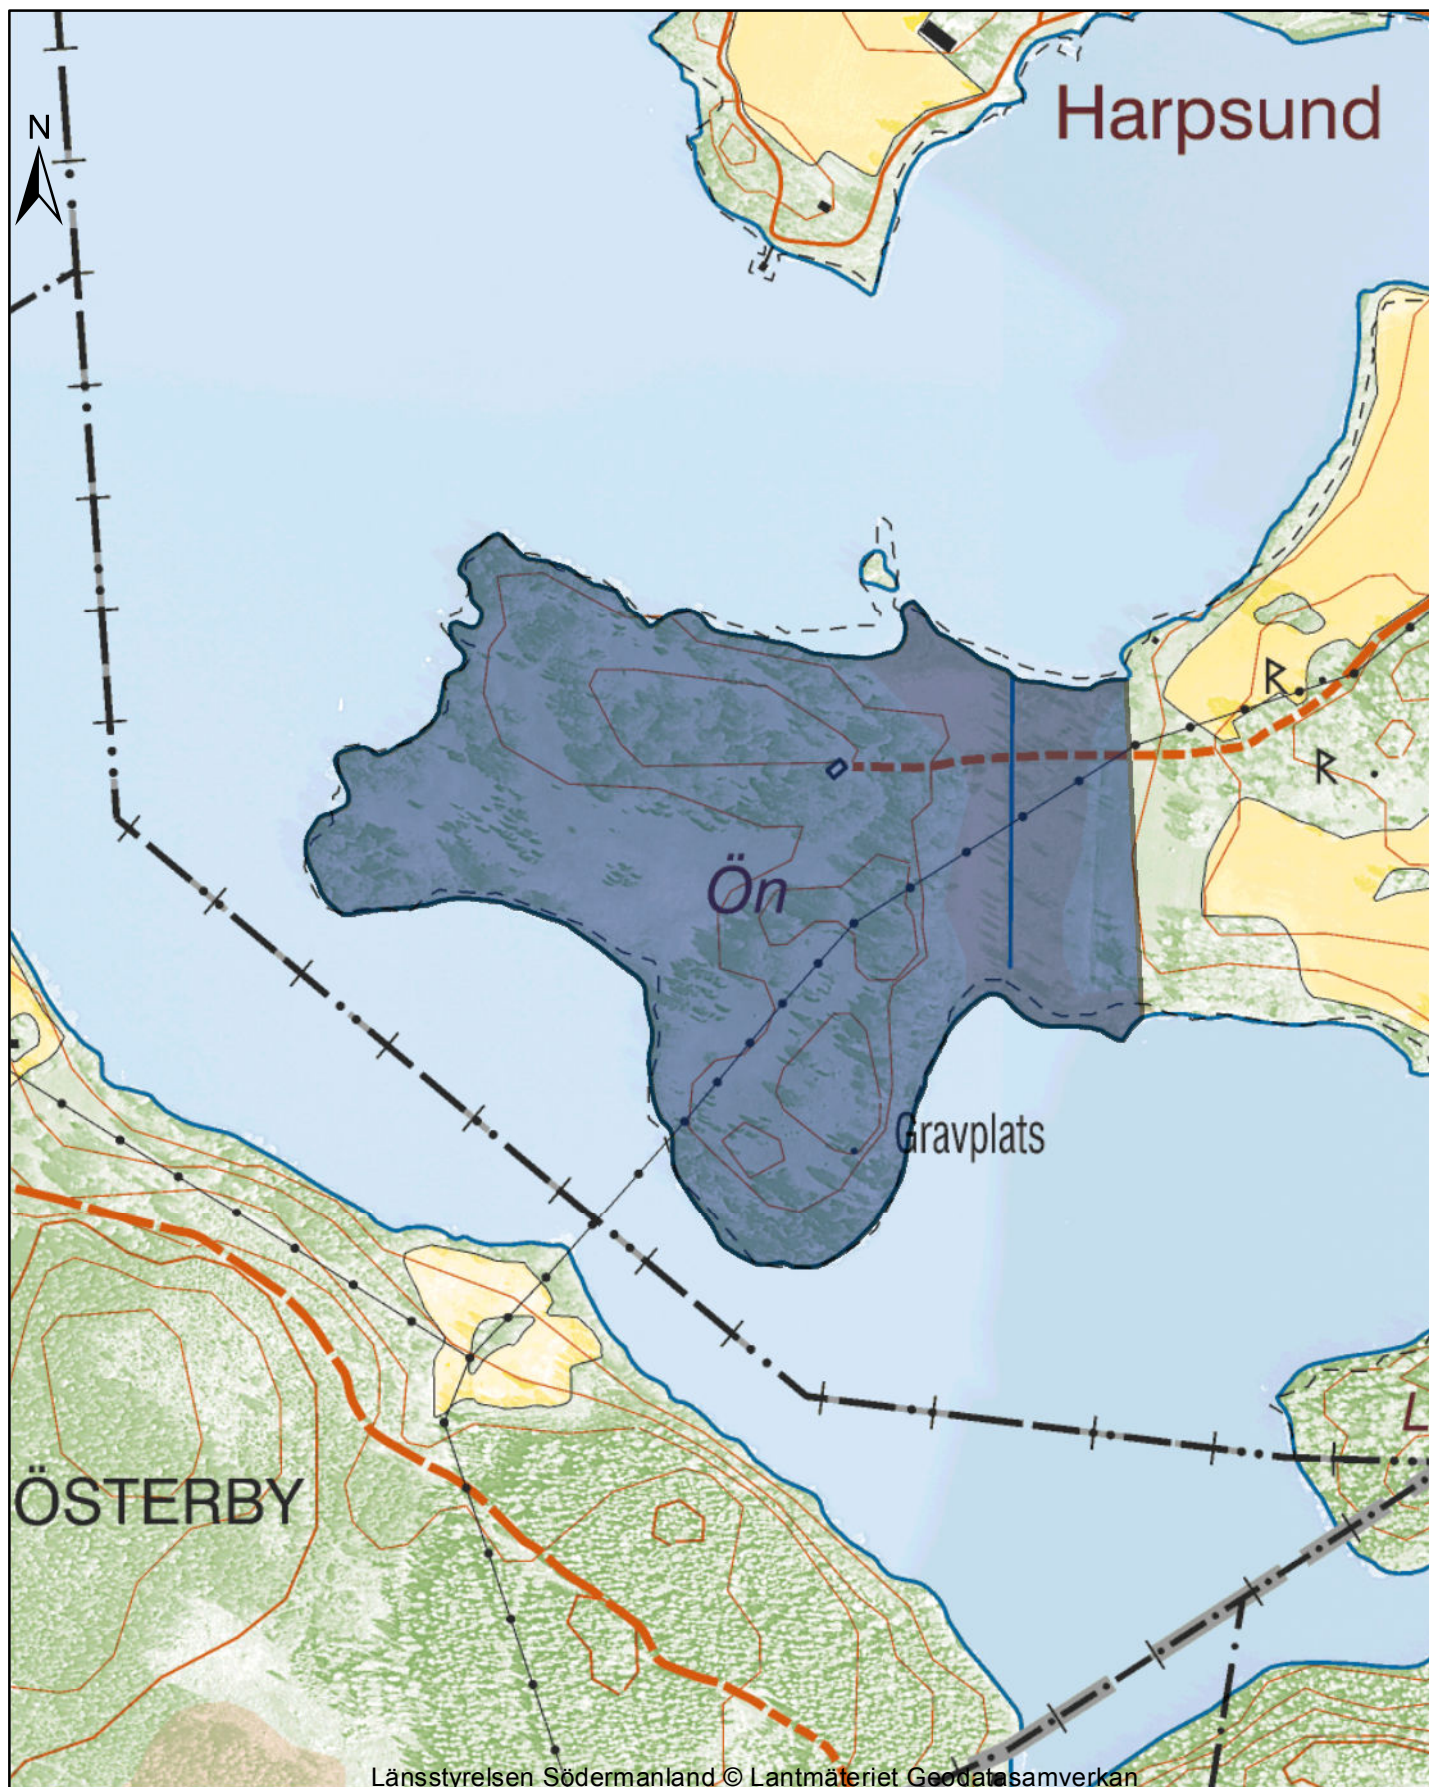 Harpsund
N
R
R
Ön
Gravplats
L
ÖSTERBY
Länsstyrelsen Södermanland © Lantmäteriet Geodatasamverkan